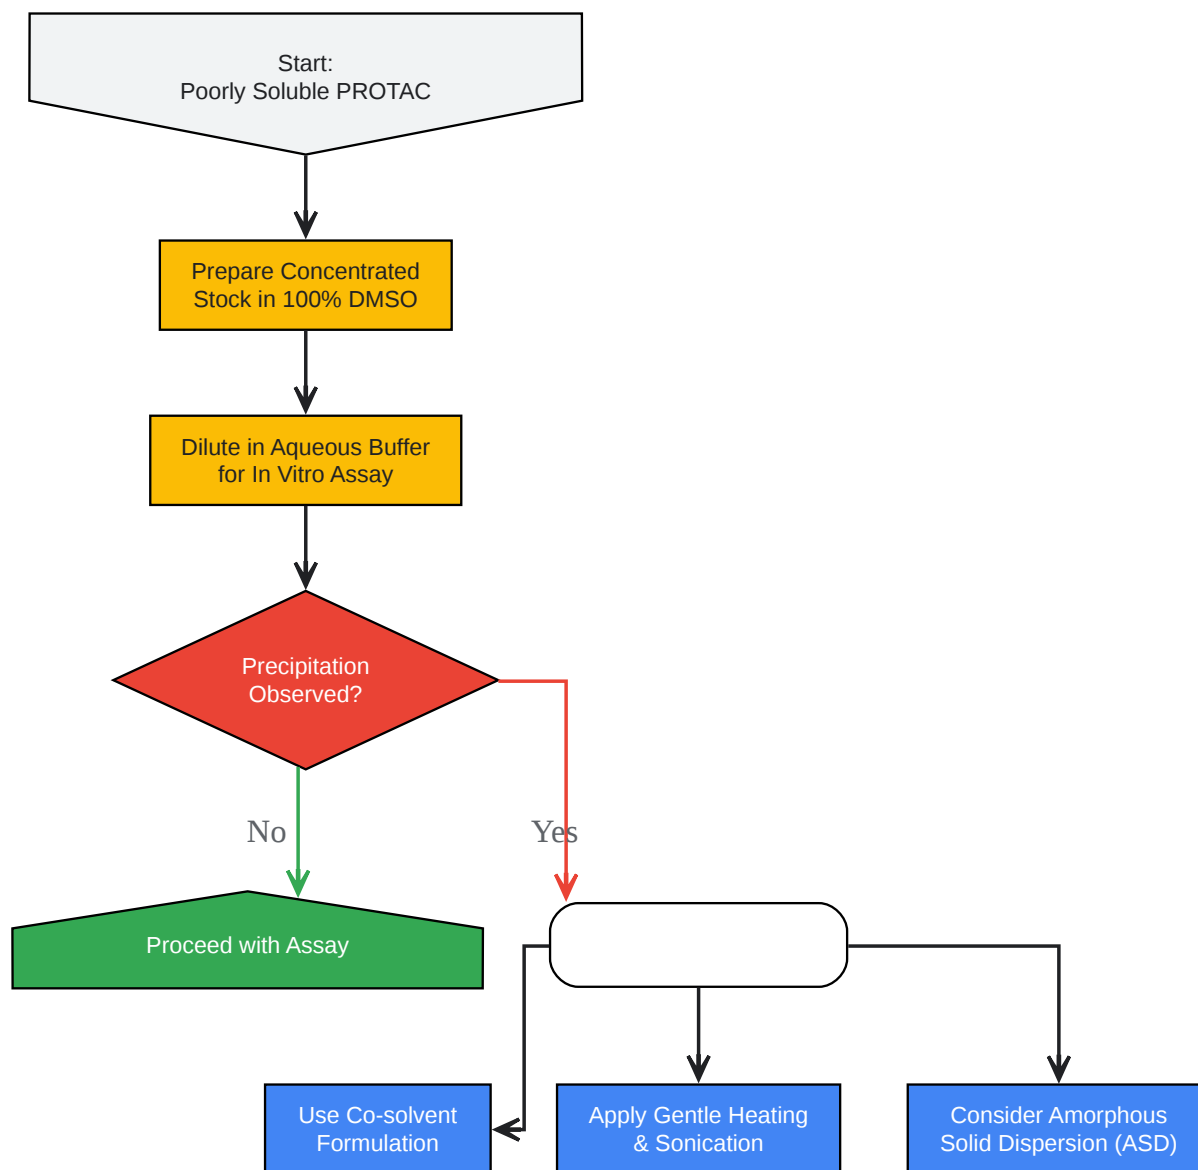 Start:
Poorly Soluble PROTAC
Prepare Concentrated
Stock in 100% DMSO
Dilute in Aqueous Buffer
for In Vitro Assay
Precipitation
Observed?
No
Yes
Proceed with Assay
Use Co-solvent
Formulation
Apply Gentle Heating
& Sonication
Consider Amorphous
Solid Dispersion (ASD)